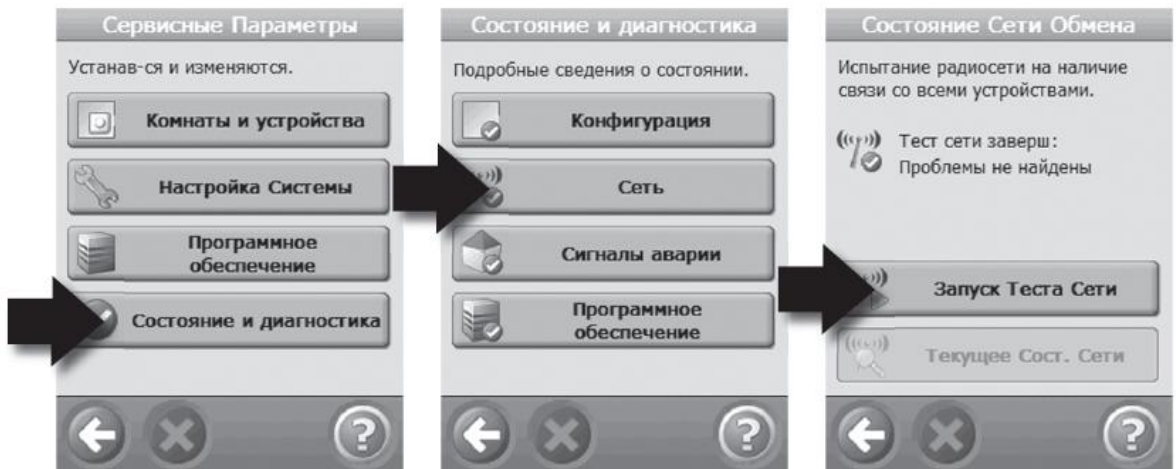 Сервисные Параметры
Устанав-ся и изменяются.
Комнаты и устройства
Настройка Системы
Программное
обеспечение
Состояние и диагностика
Состояние и диагностика
Подробные сведения о состоянии.
Конфигурация
Сеть
Сигналы аварии
Программное
обеспечение
Состояние Сети Обмена
Испытание радиосети на наличие
связи со всеми устройствами.
Тест сети заверш:
Проблемы не найдены
Запуск Теста Сети
Текущее Сост. Сети
?
?
?